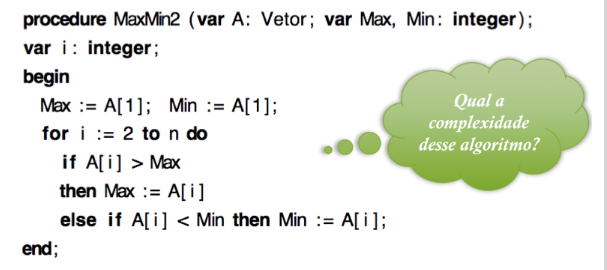 procedure MaxMin2 (var A: Vetor; var Max, Min: integer);
var i: integer;
begin
Max := A[1]; Min := A[1];
for i := 2 to n do
if A[i] > Max
then Max := A[i]
else if A[i] < Min then Min := A[i];
end;
Qual a
complexidade
desse algoritmo?